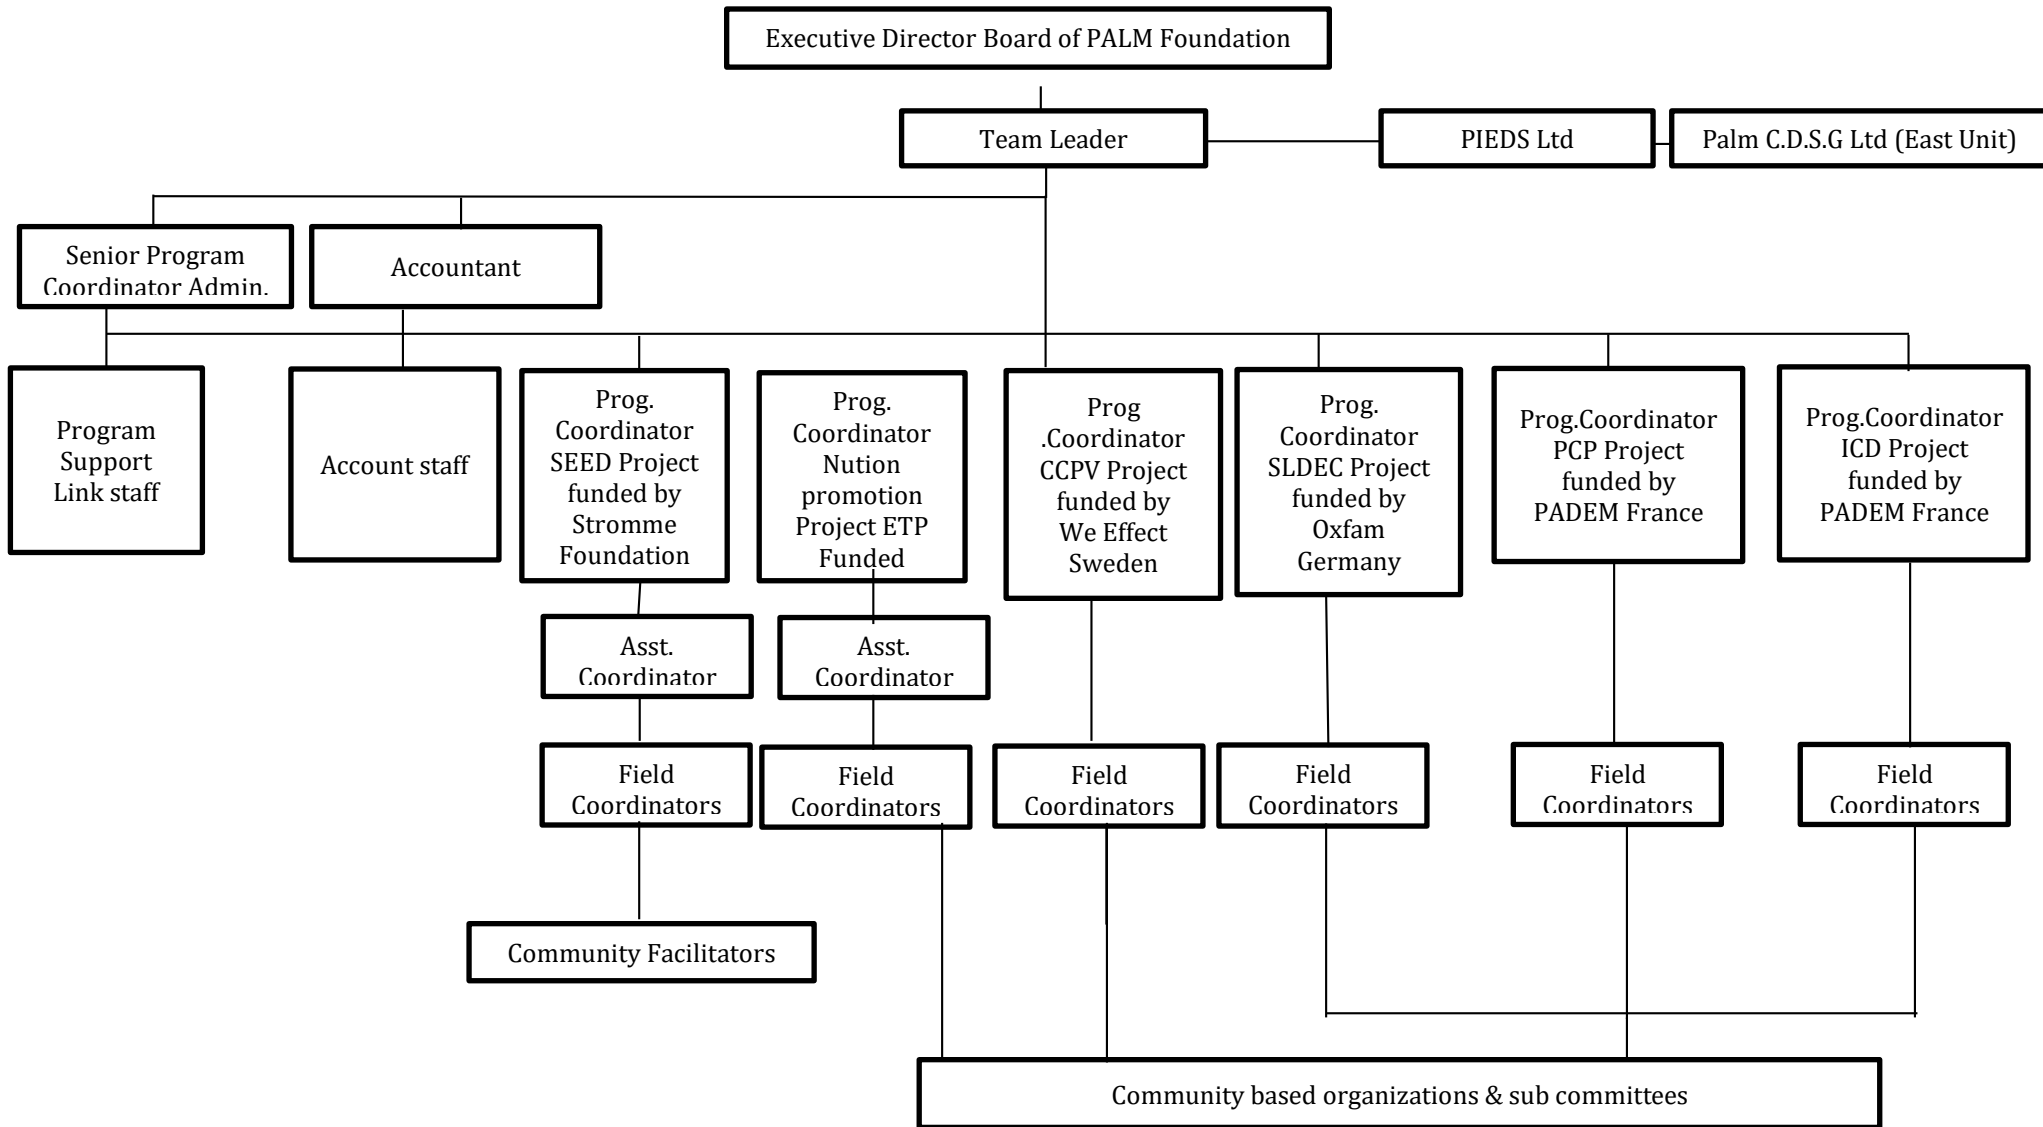 Executive Director Board of PALM Foundation
Team Leader
PIEDS Ltd
Palm C.D.S.G Ltd (East Unit)
Senior Program
Coordinator Admin.
Accountant
Program
Support
Link staff
Account staff
Prog.
Coordinator
SEED Project
funded by
Stromme
Foundation
Prog.
Coordinator
Nution
promotion
Project ETP
Funded
Prog
.Coordinator
CCPV Project
funded by
We Effect
Sweden
Prog.
Coordinator
SLDEC Project
funded by
Oxfam
Germany
Prog.Coordinator
PCP Project
funded by
PADEM France
Prog.Coordinator
ICD Project
funded by
PADEM France
Asst.
Coordinator
Asst.
Coordinator
Field
Coordinators
Field
Coordinators
Field
Coordinators
Field
Coordinators
Field
Coordinators
Field
Coordinators
Community Facilitators
Community based organizations & sub committees